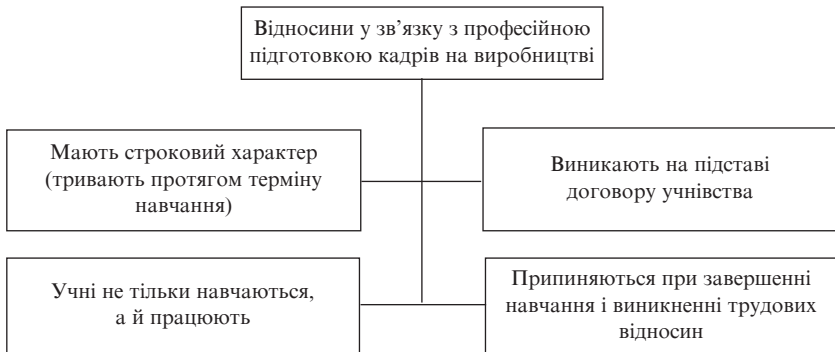 Відносини у зв’язку з професійною
підготовкою кадрів на виробництві
Мають строковий характер
(тривають протягом терміну
навчання)
Виникають на підставі
договору учнівства
Учні не тільки навчаються,
а й працюють
Припиняються при завершенні
навчання і виникненні трудових
відносин